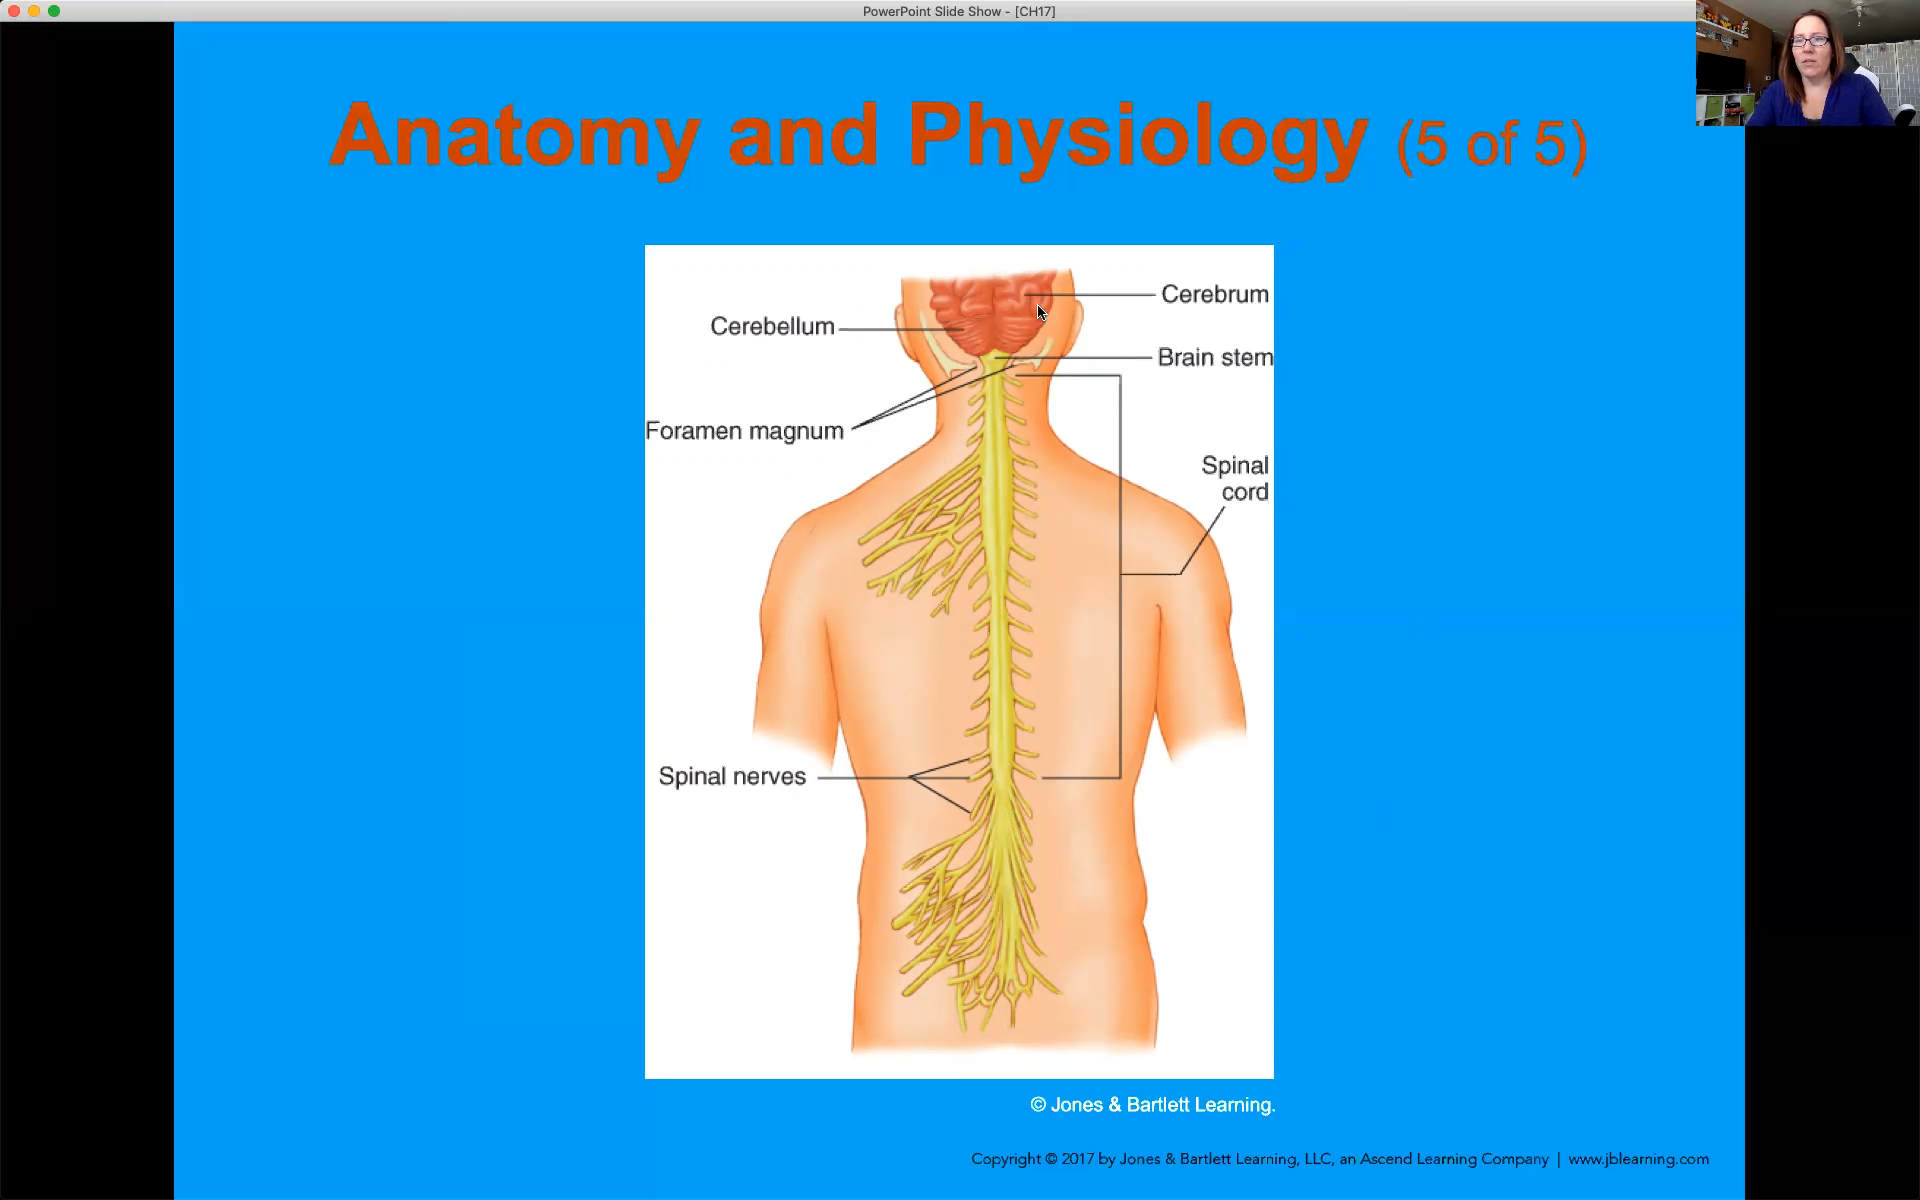 PowerPoint Slide Show - [CH17]
Anatomy and Physiology (5 of 5)
Cerebrum
Cerebellum
Brain stem
Foramen magnum
Spinal
cord
Spinal nerves
© Jones & Bartlett Learning.
Copyright © 2017 by Jones & Bartlett Learning, LLC, an Ascend Learning Company | www.jblearning.com